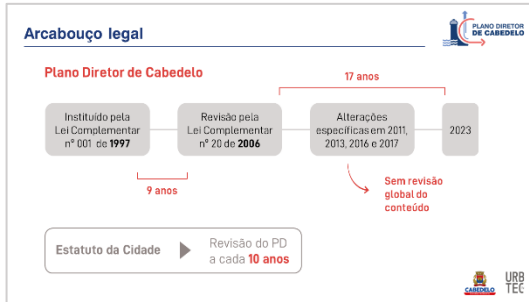 Arcabouço legal
PLANO DIRETOR
DE CABEDELO
Plano Diretor de Cabedelo
17 anos
Instituído pela
Lei Complementar
nº 001 de 1997
Revisão pela
Lei Complementar
nº 20 de 2006
Alterações
específicas em 2011,
2013, 2016 e 2017
2023
9 anos
Sem revisão
global do
conteúdo
Estatuto da Cidade
Revisão do PD
a cada 10 anos
CABEDELO
URB
TEC